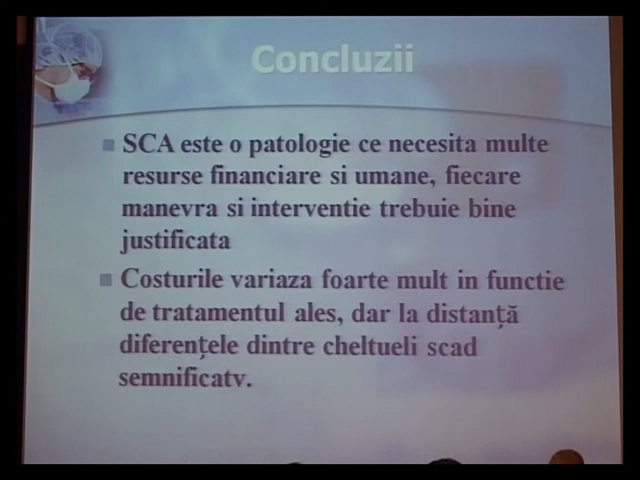 Concluzii
SCA este o patologie ce necesita multe
resurse financiare si umane, fiecare
manevra si interventie trebuie bine
justificata
Costurile variaza foarte mult in functie
de tratamentul ales, dar la distanță
diferențele dintre cheltueli scad
semnificatv.